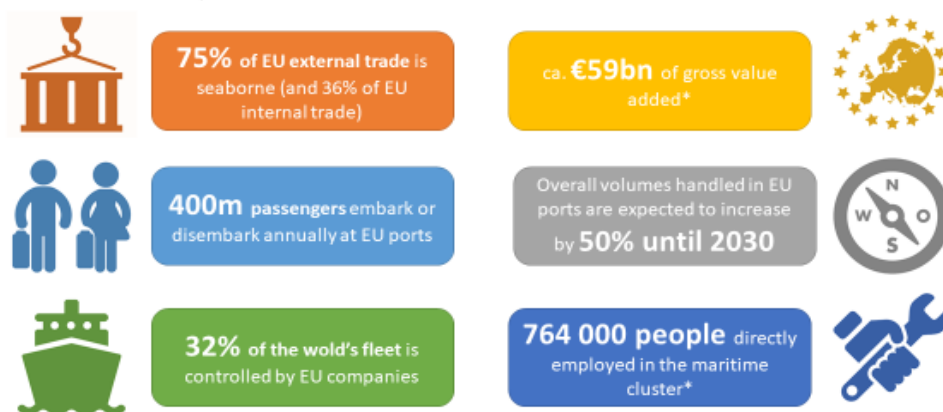 75% of EU external trade is
seaborne (and 36% of EU
internal trade)
ca. €59bn of gross value
added*
400m passengers embark or
disembark annually at EU ports
Overall volumes handled in EU
ports are expected to increase
by 50% until 2030
N
W O
S
32% of the wold's fleet is
controlled by EU companies
764 000 people directly
employed in the maritime
cluster*